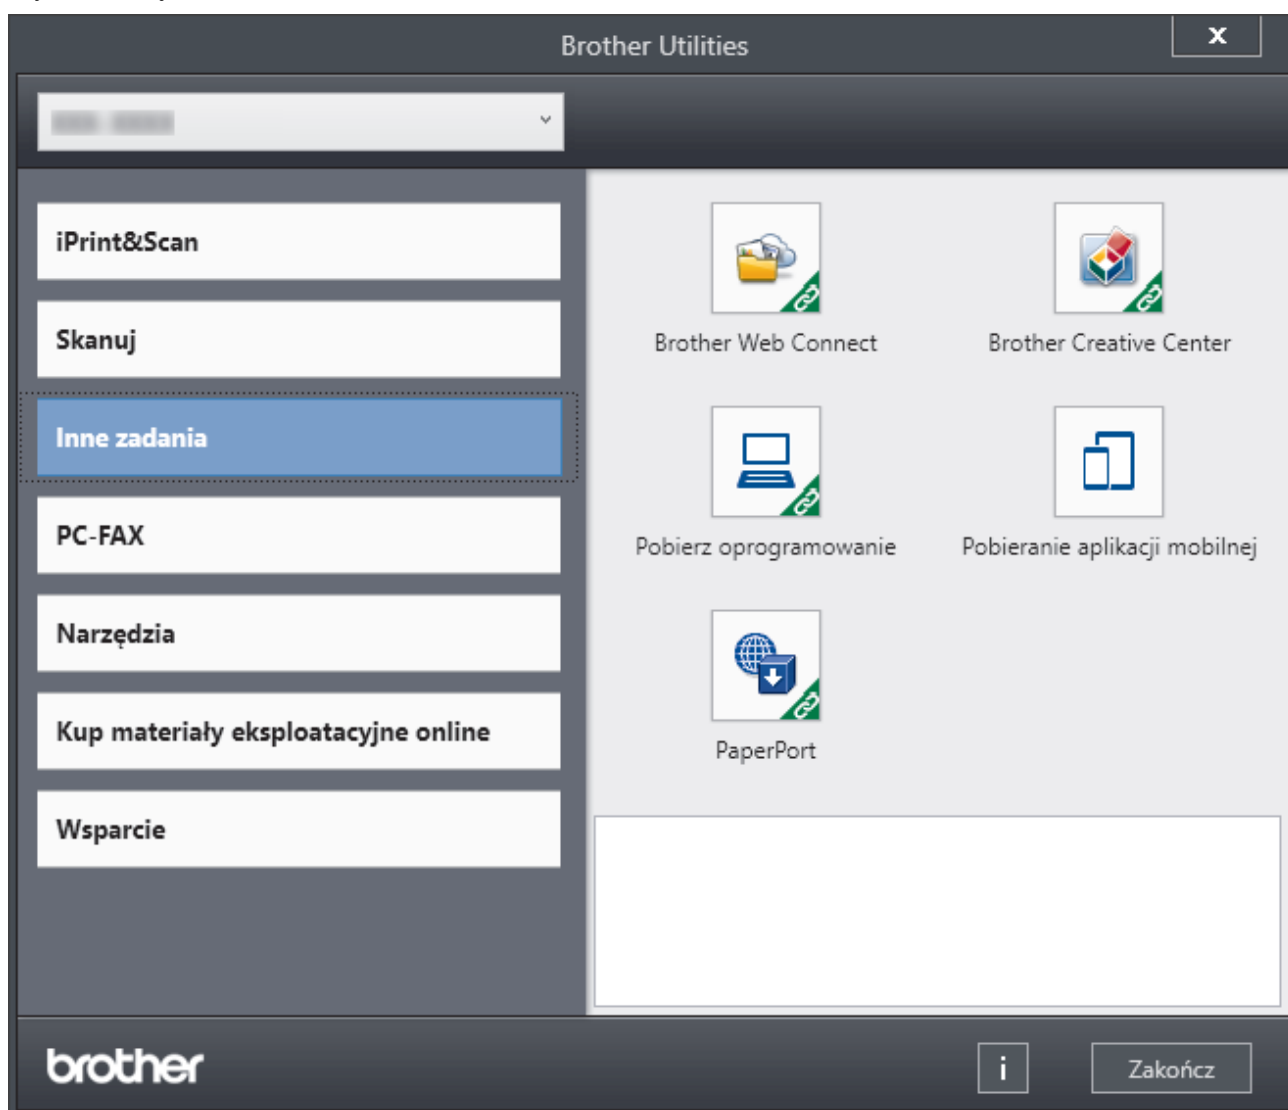 Brother Utilities
x
iPrint&Scan
Skanuj
Inne zadania
PC-FAX
Narzędzia
Kup materiały eksploatacyjne online
Wsparcie
Brother Web Connect
Brother Creative Center
Pobierz oprogramowanie
Pobieranie aplikacji mobilnej
PaperPort
brother
i
Zakończ